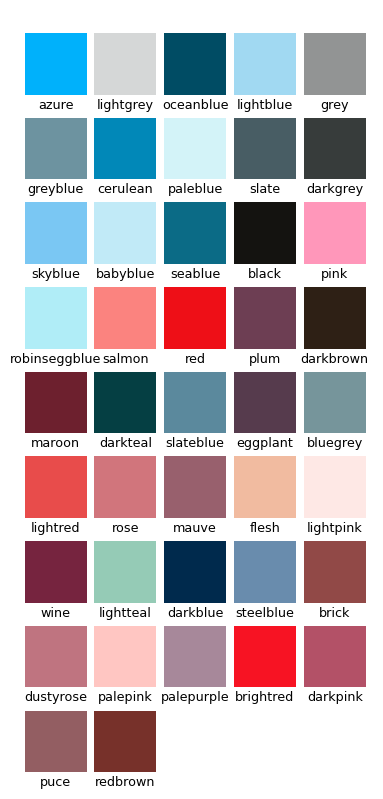 azure lightgrey oceanblue lightblue grey
greyblue cerulean paleblue slate darkgrey
skyblue babyblue seablue black pink
robinseggblue salmon red plum darkbrown
maroon darkteal slateblue eggplant bluegrey
lightred rose mauve flesh lightpink
wine lightteal darkblue steelblue brick
dustyrose palepink palepurple brightred darkpink
puce redbrown